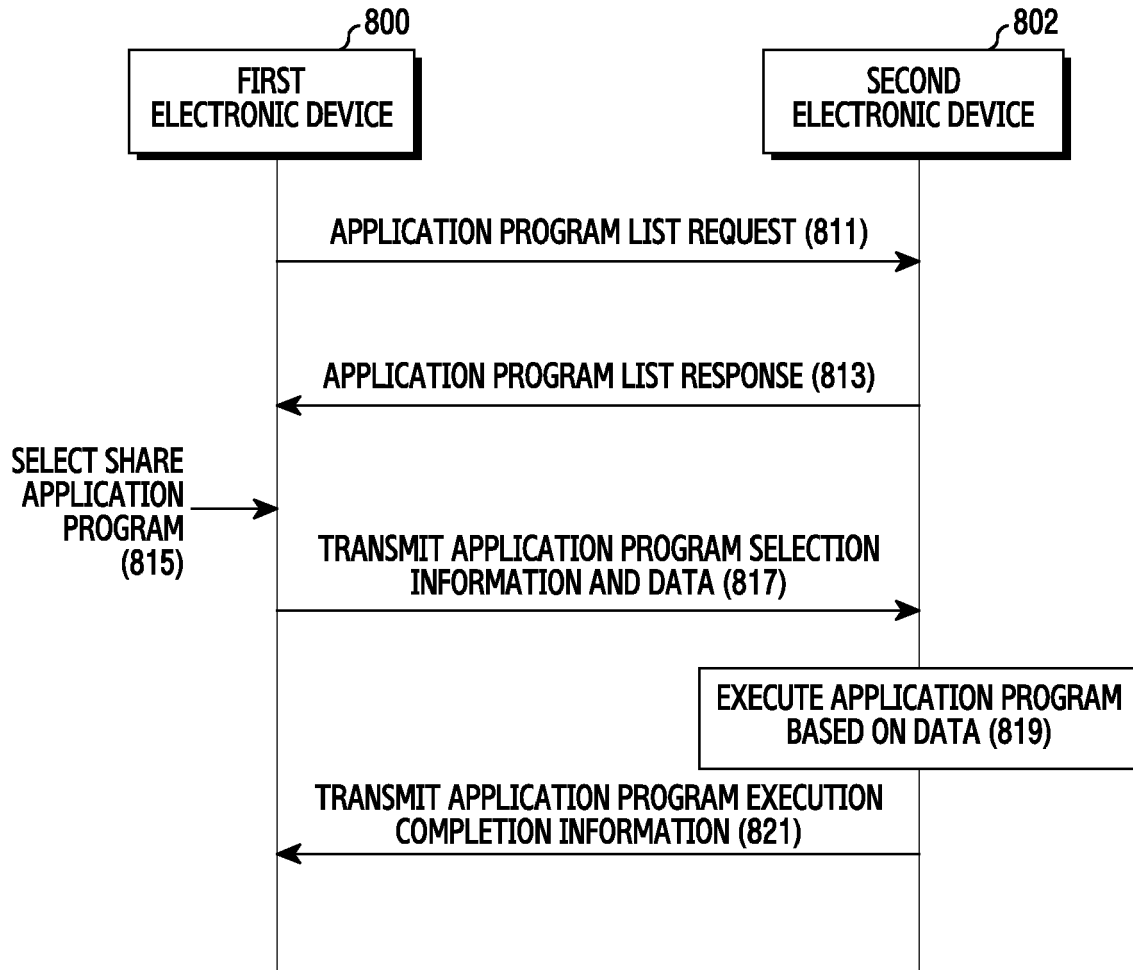 800
802
FIRST
ELECTRONIC DEVICE
SECOND
ELECTRONIC DEVICE
APPLICATION PROGRAM LIST REQUEST (811)
APPLICATION PROGRAM LIST RESPONSE (813)
SELECT SHARE
APPLICATION
PROGRAM
(815)
TRANSMIT APPLICATION PROGRAM SELECTION
INFORMATION AND DATA (817)
EXECUTE APPLICATION PROGRAM
BASED ON DATA (819)
TRANSMIT APPLICATION PROGRAM EXECUTION
COMPLETION INFORMATION (821)